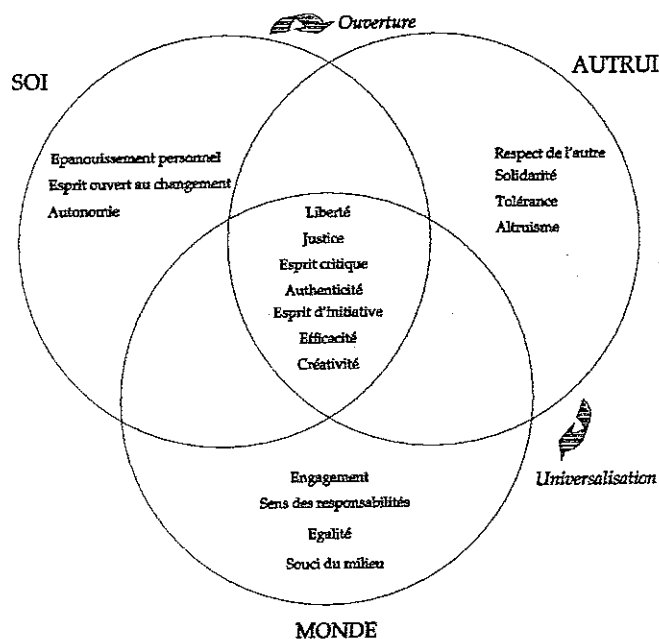 Ouverture
SOI
AUTRUI
Epanouissement personnel
Esprit ouvert au changement
Autonomie
Respect de l'autre
Solidarité
Tolérance
Altruisme
Liberté
Justice
Esprit critique
Authenticité
Esprit d'initiative
Efficacité
Créativité
Universalisation
Engagement
Sens des responsabilités
Egalité
Souci du milieu
MONDE